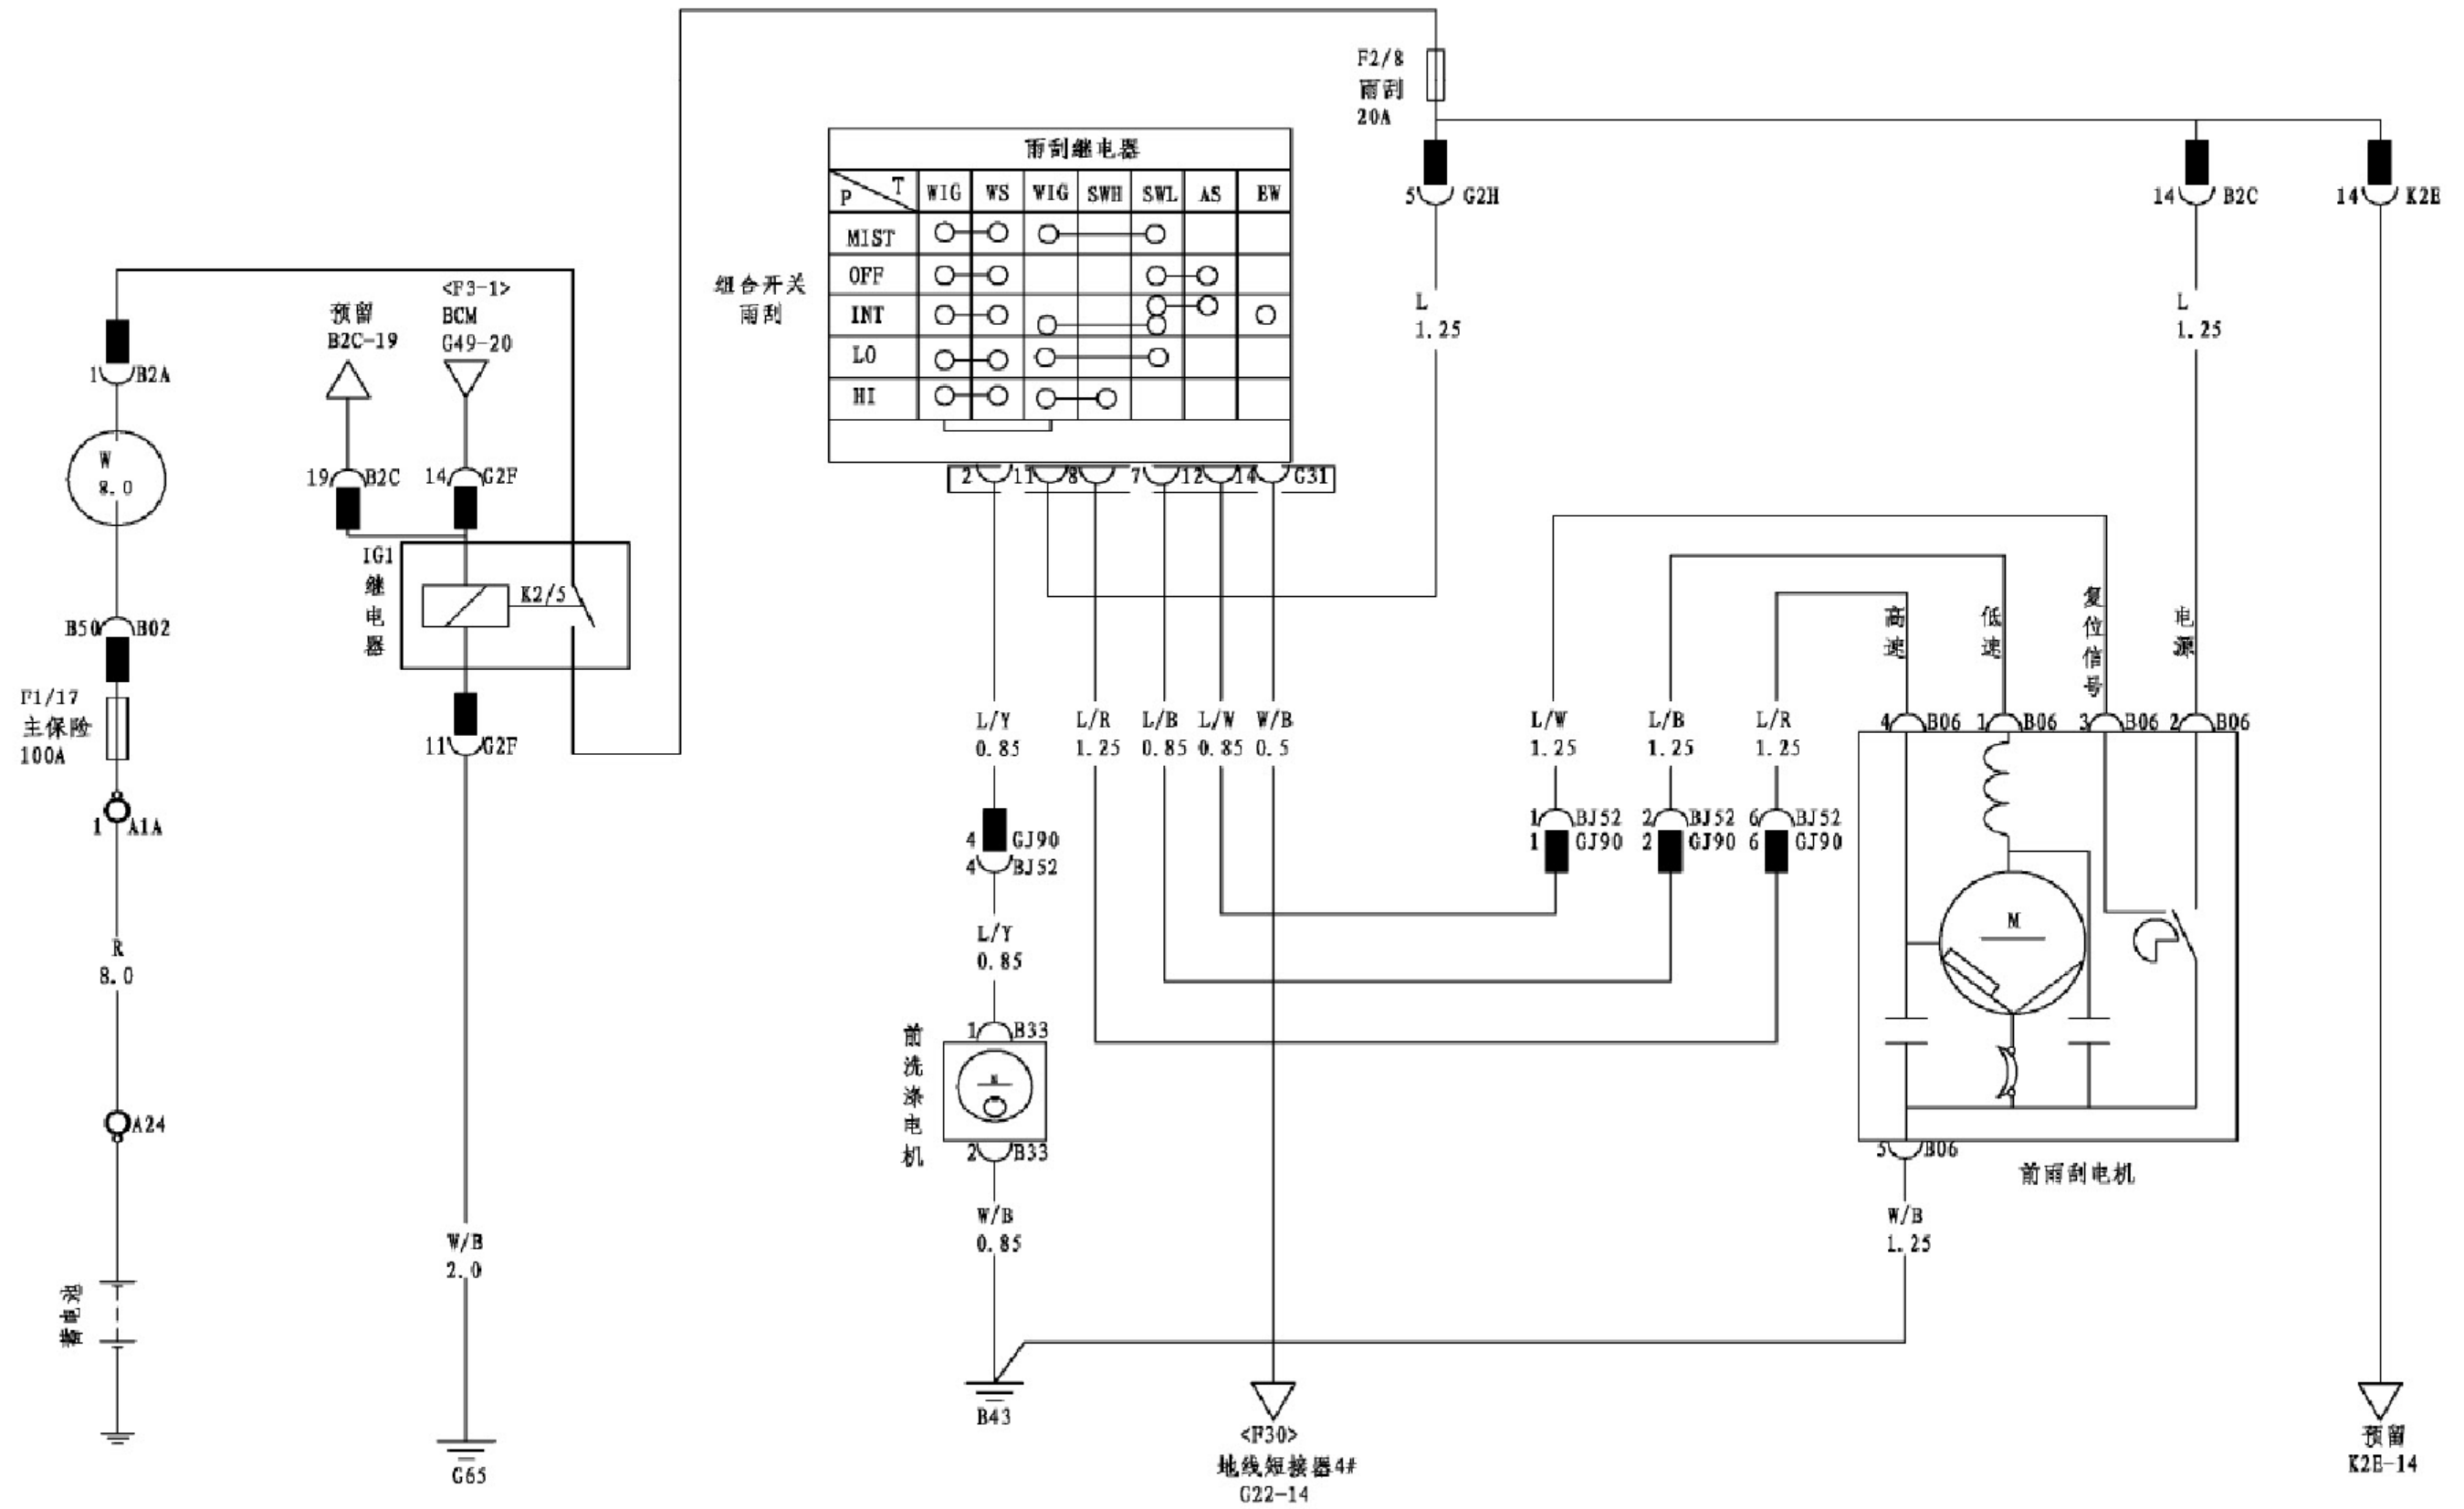 F2/8
雨刮
20A
雨刮继电器
P T WIG WS WIG SWH SWL AS EW
MIST
OFF
INT
LO
HI
组合开关
雨刮
5 G2H
14 B2C
14 K2E
L
1.25
L
1.25
预留
B2C-19
<F3-1>
BCM
G49-20
1 B2A
W
8.0
19 B2C
14 G2F
2 11 8 7 12 14 G31
IG1
继
电
器
K2/5
B50 B02
F1/17
主保险
100A
11 G2F
1 A1A
R
8.0
A24
蓄电池
W/B
2.0
G65
L/Y
0.85
L/R
1.25
L/B
0.85
L/W
0.85
W/B
0.5
4 GJ90
4 BJ52
L/Y
0.85
1 B33
前
洗
涤
电
机
M
2 B33
W/B
0.85
B43
<F30>
地线短接器4#
G22-14
L/W
1.25
L/B
1.25
L/R
1.25
1 BJ52
1 GJ90
2 BJ52
2 GJ90
6 BJ52
6 GJ90
高
速
低
速
复
位
信
号
电
源
4 B06
1 B06
3 B06
2 B06
M
5 B06
前雨刮电机
W/B
1.25
预留
K2E-14